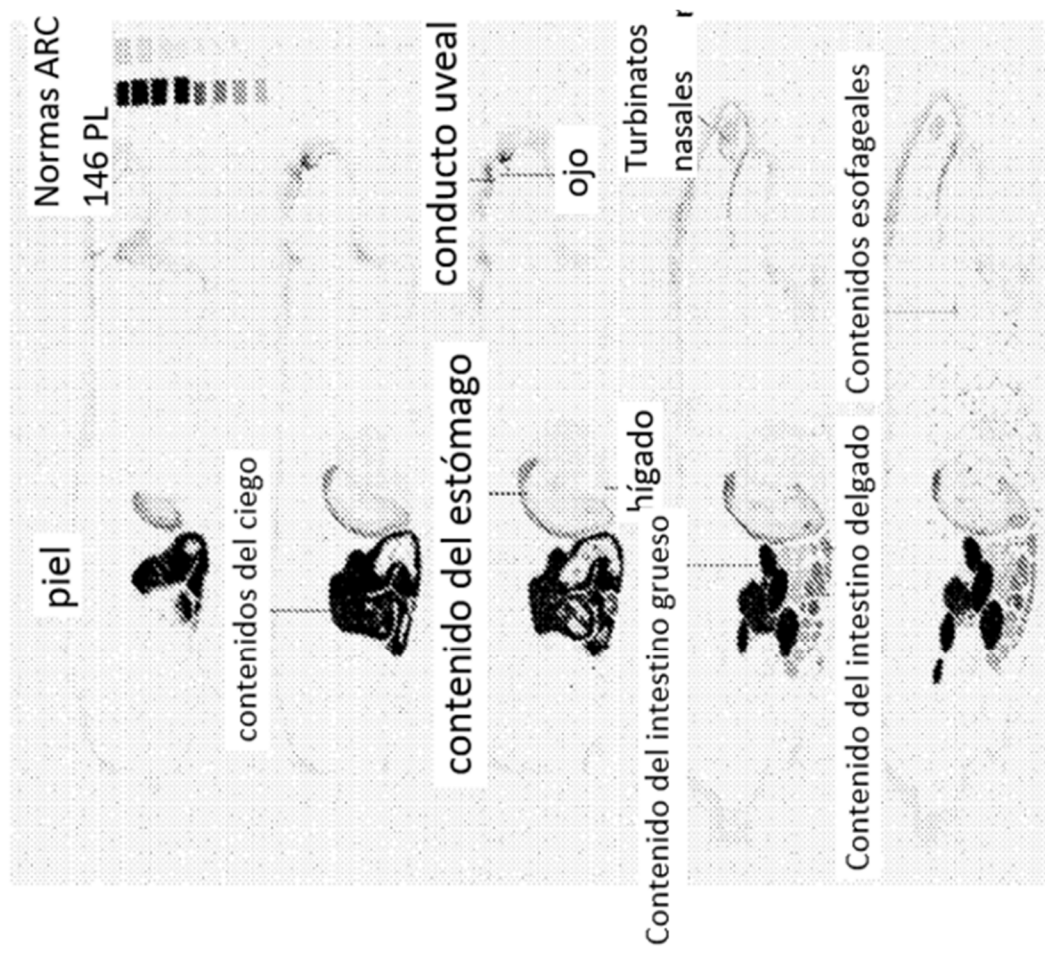 Normas ARC
146 PL
piel
contenidos del ciego
conducto uveal
contenido del estómago
ojo
Turbinatos
nasales
hígado
Contenido del intestino grueso
Contenidos esofageales
Contenido del intestino delgado